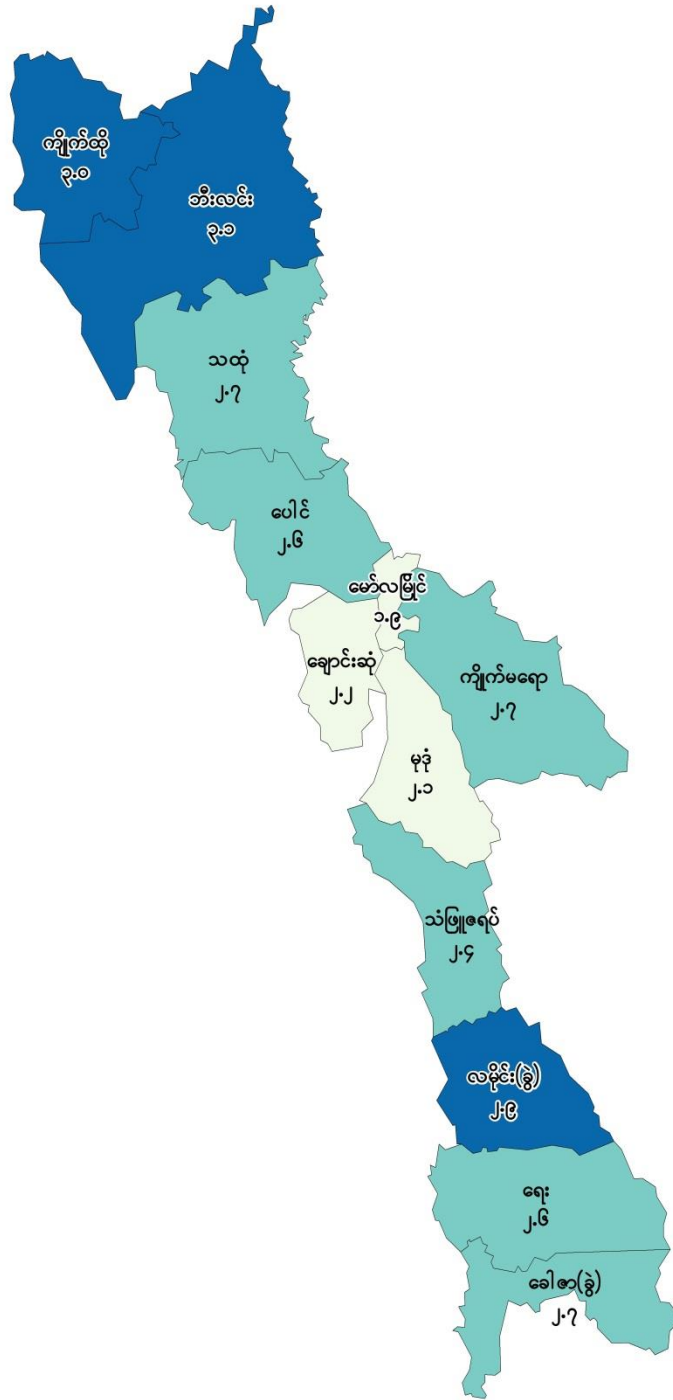 ကျိုက်ထို
၃.၀
ဘီးလင်း
၃.၁
သထုံ
၂.၇
ပေါင်
၂.၆
မော်လမြိုင်
၁.၉
ချောင်းဆုံ
၂.၂
ကျိုက်မရော
၂.၇
မုဒုံ
၂.၁
သံဖြူဇရပ်
၂.၄
လမိုင်း(ခွဲ)
၂.၉
ရေး
၂.၆
ခေါဇာ(ခွဲ)
၂.၇